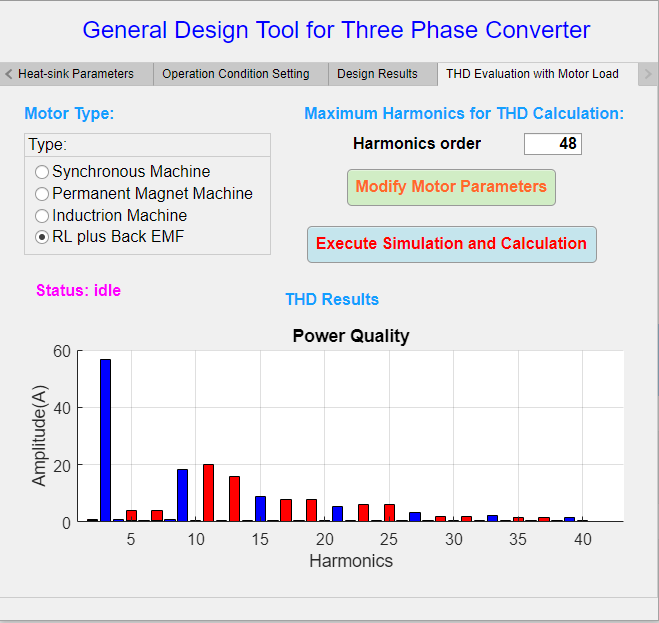 General Design Tool for Three Phase Converter
Heat-sink Parameters Operation Condition Setting Design Results THD Evaluation with Motor Load
Motor Type:
Type:
Synchronous Machine
Permanent Magnet Machine
Inductrion Machine
RL plus Back EMF
Maximum Harmonics for THD Calculation:
Harmonics order 48
Modify Motor Parameters
Execute Simulation and Calculation
Status: idle
THD Results
Power Quality
Amplitude(A)
60
40
20
0
5 10 15 20 25 30 35 40
Harmonics